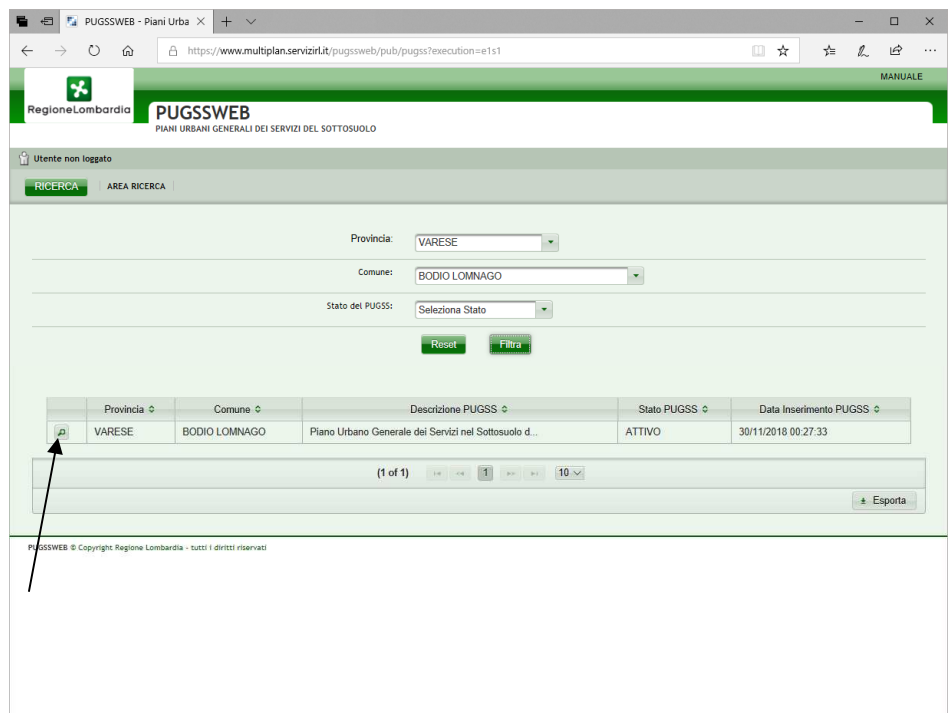 PUGSSWEB - Piani Urba
https://www.multiplan.servizirl.it/pugssweb/pub/pugss?execution=e1s1
MANUALE
RegioneLombardia
PUGSSWEB
PIANI URBANI GENERALI DEI SERVIZI DEL SOTTOSUOLO
Utente non loggato
RICERCA AREA RICERCA
Provincia: VARESE
Comune: BODIO LOMNAGO
Stato del PUGSS: Seleziona Stato
Reset Filtra
Provincia Comune Descrizione PUGSS Stato PUGSS Data Inserimento PUGSS
VARESE BODIO LOMNAGO Piano Urbano Generale dei Servizi nel Sottosuolo d... ATTIVO 30/11/2018 00:27:33
(1 of 1) 1 10
Esporta
PUGSSWEB © Copyright Regione Lombardia - tutti i diritti riservati